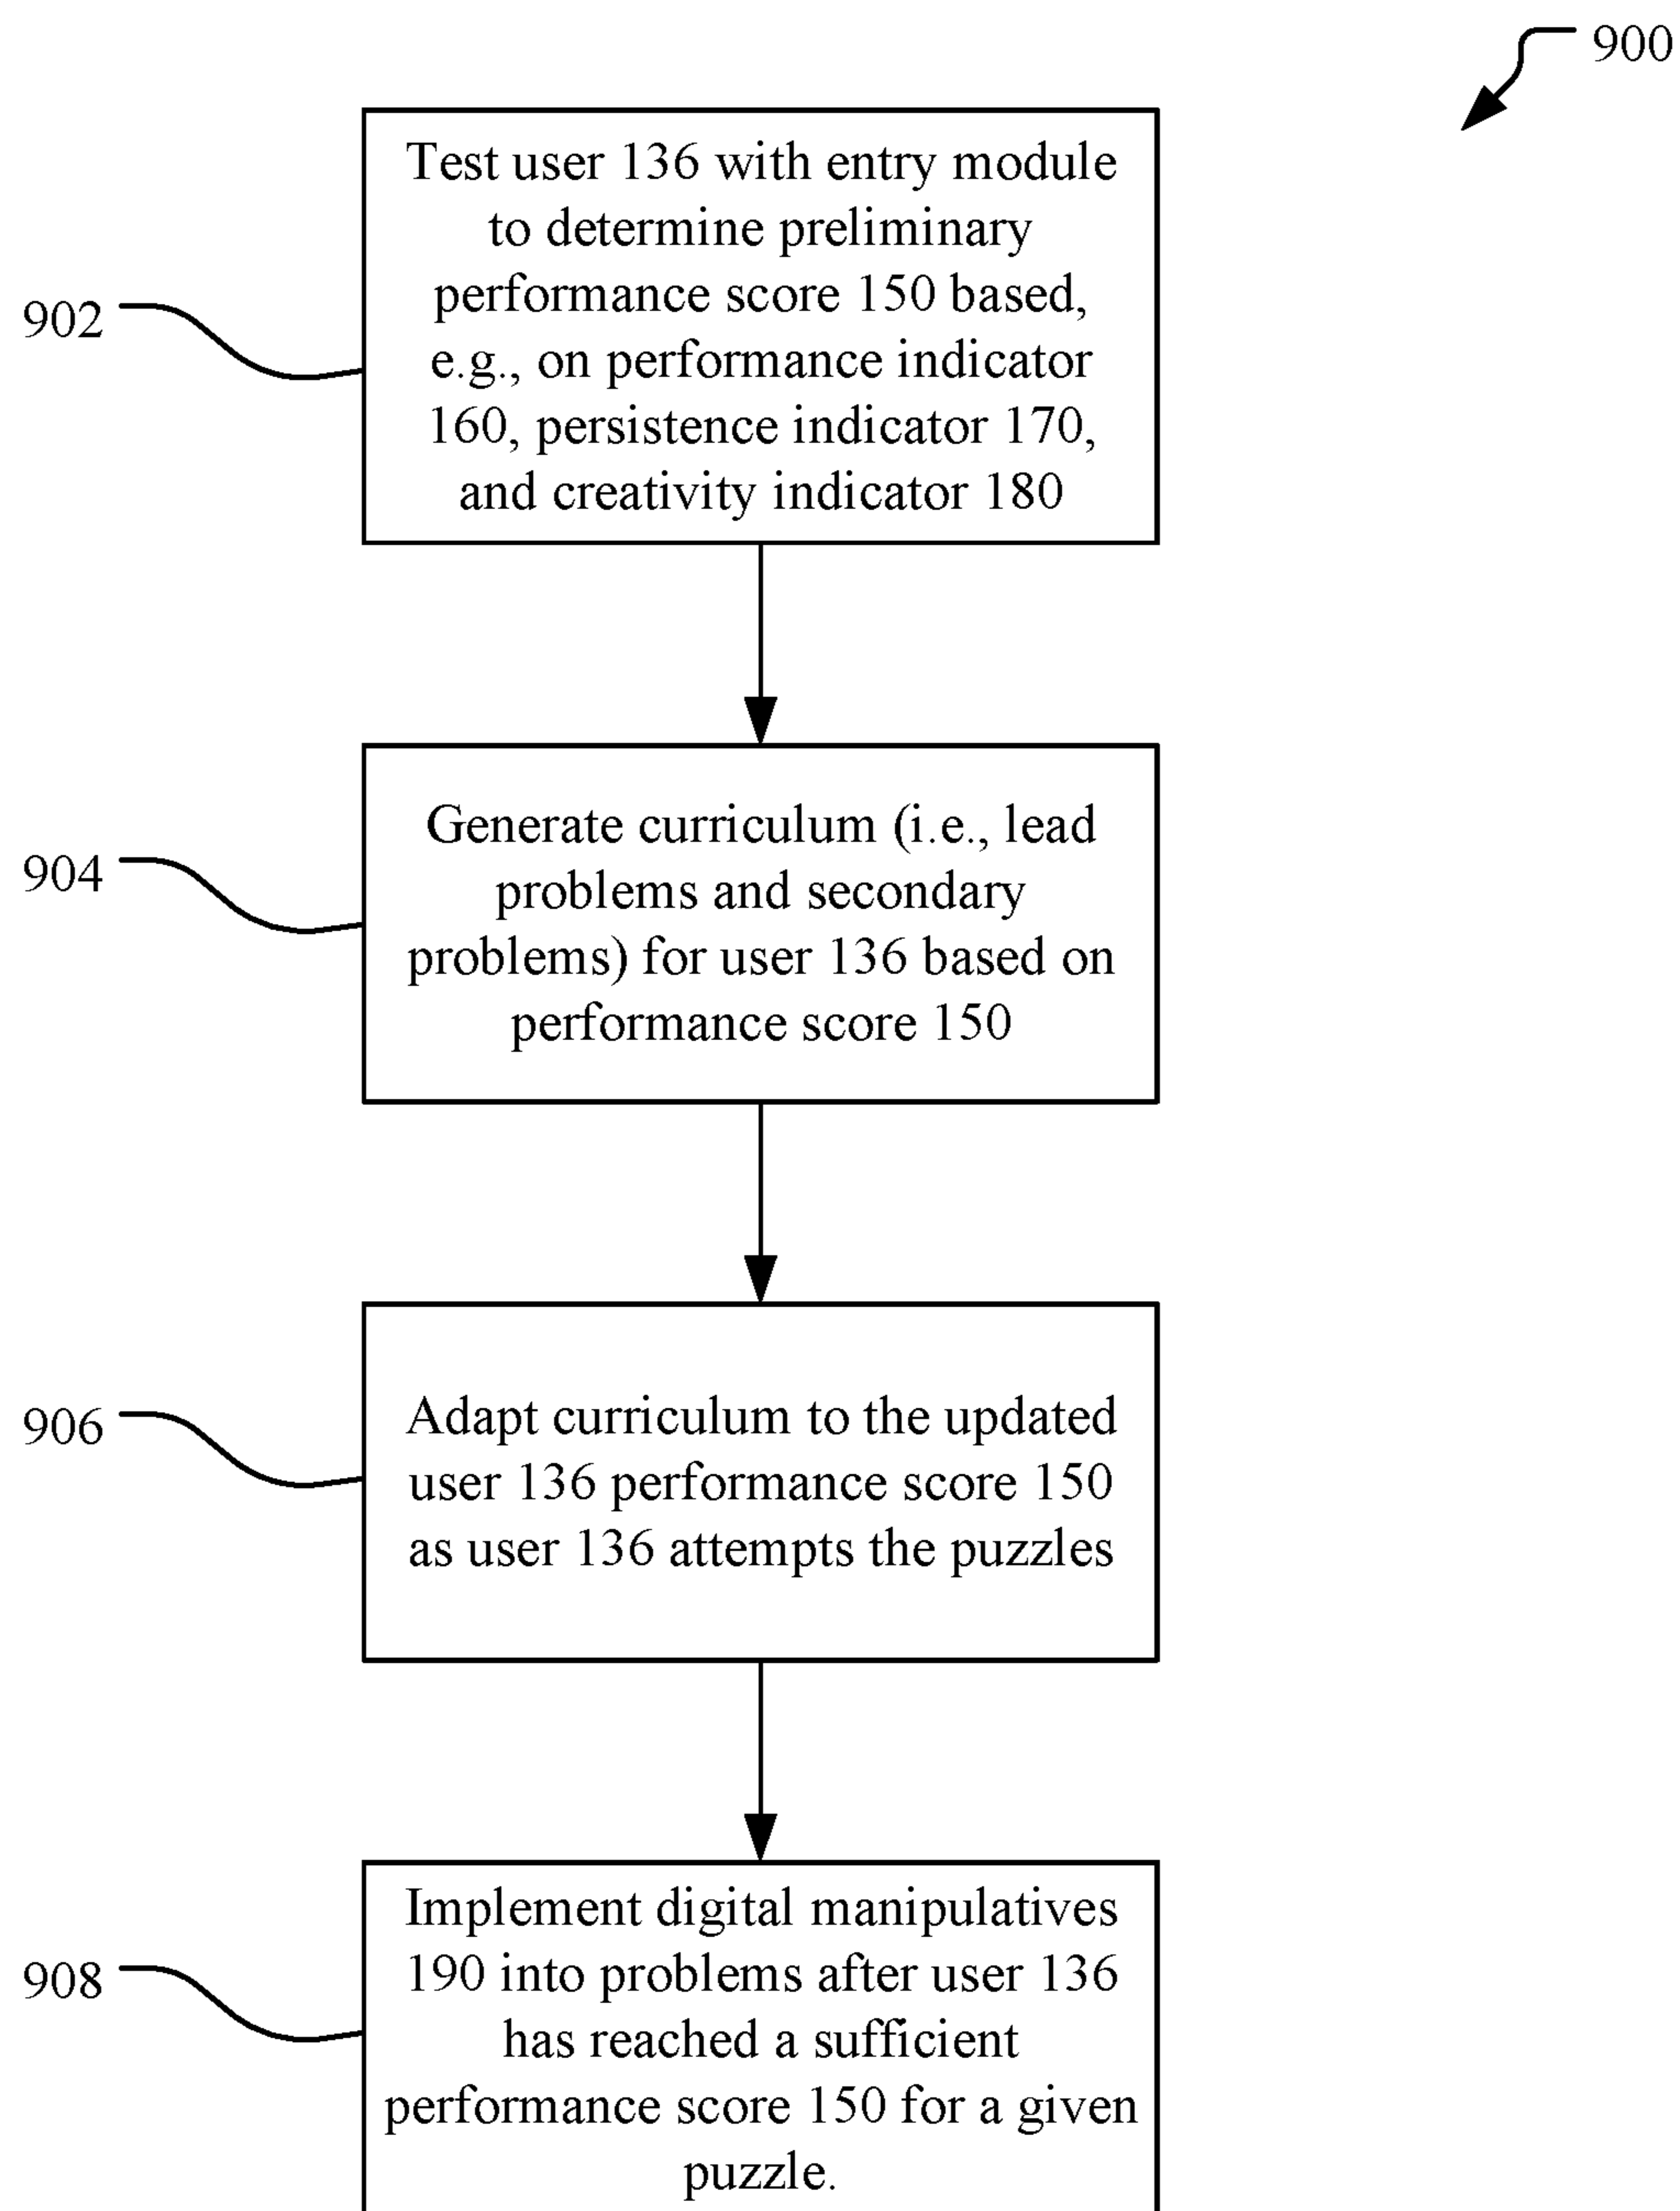 900
Test user 136 with entry module
to determine preliminary
performance score 150 based,
e.g., on performance indicator
160, persistence indicator 170,
and creativity indicator 180
902
Generate curriculum (i.e., lead
problems and secondary
problems) for user 136 based on
performance score 150
904
Adapt curriculum to the updated
user 136 performance score 150
as user 136 attempts the puzzles
906
Implement digital manipulatives
190 into problems after user 136
has reached a sufficient
performance score 150 for a given
puzzle.
908